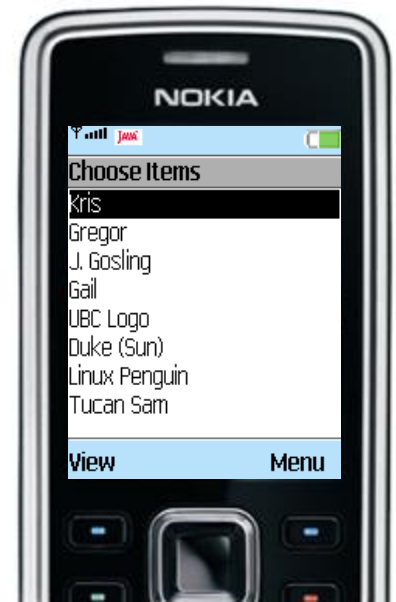 NOKIA
Java
Choose Items
Kris
Gregor
J. Gosling
Gail
UBC Logo
Duke (Sun)
Linux Penguin
Tucan Sam
View
Menu